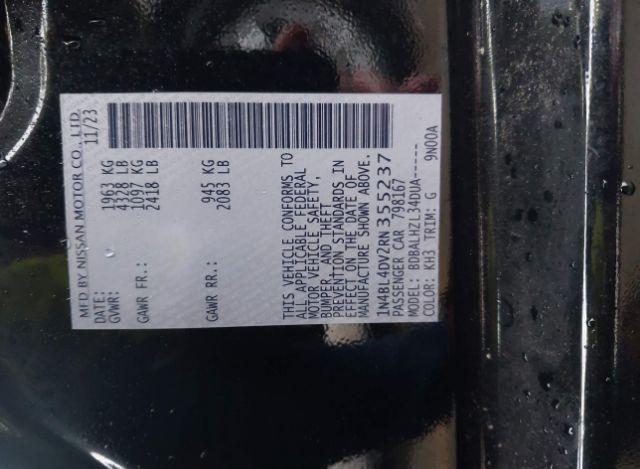 MFD BY NISSAN MOTOR CO., LTD.
DATE: 11/23
GVWR: 1963 KG
4328 LB
GAWR FR.: 1097 KG
2418 LB
GAWR RR.: 945 KG
2083 LB
THIS VEHICLE CONFORMS TO
ALL APPLICABLE FEDERAL
MOTOR VEHICLE SAFETY,
BUMPER, AND THEFT
PREVENTION STANDARDS IN
EFFECT ON THE DATE OF
MANUFACTURE SHOWN ABOVE.
1N4BL4DV2RN355237
PASSENGER CAR 798167
MODEL: BDBALHZL34DUA------
COLOR: KH3 TRIM: G 9N00A